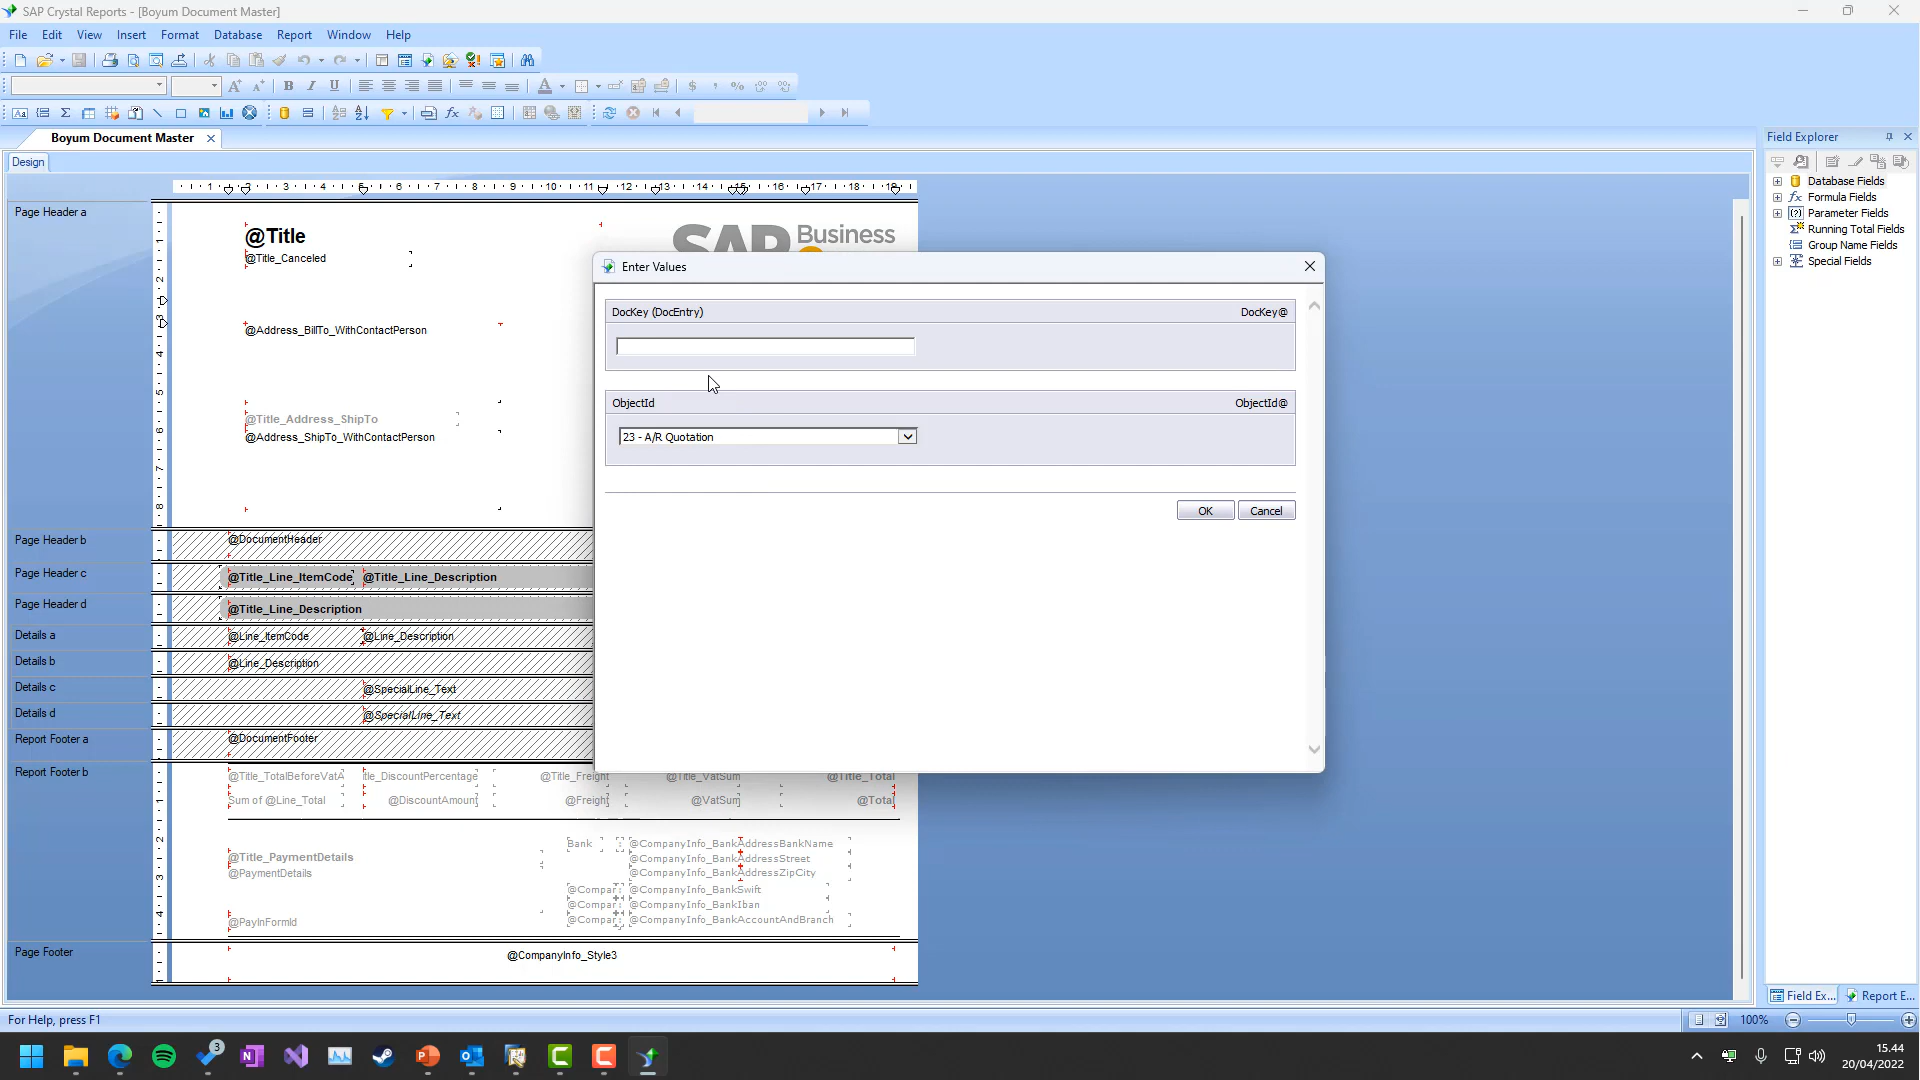 SAP Crystal Reports - [Boyum Document Master]
File Edit View Insert Format Database Report Window Help
Boyum Document Master
Design
Field Explorer
Database Fields
Formula Fields
Parameter Fields
Running Total Fields
Group Name Fields
Special Fields
Page Header a
@Title
@Title_Canceled
SAP Business
@Address_BillTo_WithContactPerson
@Title_Address_ShipTo
@Address_ShipTo_WithContactPerson
Enter Values
DocKey (DocEntry) DocKey@
ObjectId ObjectId@
23 - A/R Quotation
OK Cancel
Page Header b
@DocumentHeader
Page Header c
@Title_Line_ItemCode @Title_Line_Description
Page Header d
@Title_Line_Description
Details a
@Line_ItemCode @Line_Description
Details b
@Line_Description
Details c
@SpecialLine_Text
Details d
@SpecialLine_Text
Report Footer a
@DocumentFooter
Report Footer b
@Title_TotalBeforeVatA itle_DiscountPercentage @Title_Freight @Title_VatSum @Title_Total
Sum of @Line_Total @DiscountAmount @Freight @VatSum @Total
Bank @CompanyInfo_BankAddressBankName
@Title_PaymentDetails @CompanyInfo_BankAddressStreet
@PaymentDetails @CompanyInfo_BankAddressZipCity
@Compar @CompanyInfo_BankSwift
@Compar @CompanyInfo_BankIban
@PayInFormId @Compar @CompanyInfo_BankAccountAndBranch
Page Footer
@CompanyInfo_Style3
Field Ex... Report E...
For Help, press F1 100%
3
15.44
20/04/2022